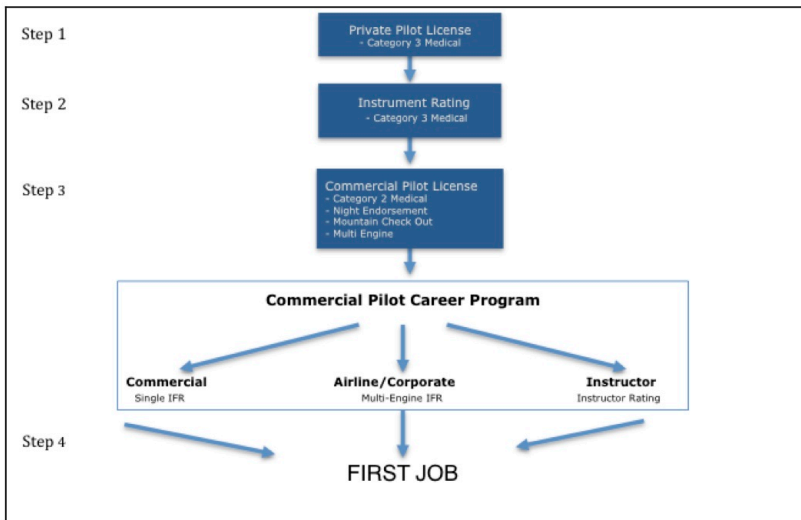 Step 1
Private Pilot License
- Category 3 Medical
Step 2
Instrument Rating
- Category 3 Medical
Step 3
Commercial Pilot License
- Category 2 Medical
- Night Endorsement
- Mountain Check Out
- Multi Engine
Commercial Pilot Career Program
Commercial
Single IFR
Airline/Corporate
Multi-Engine IFR
Instructor
Instructor Rating
Step 4
FIRST JOB